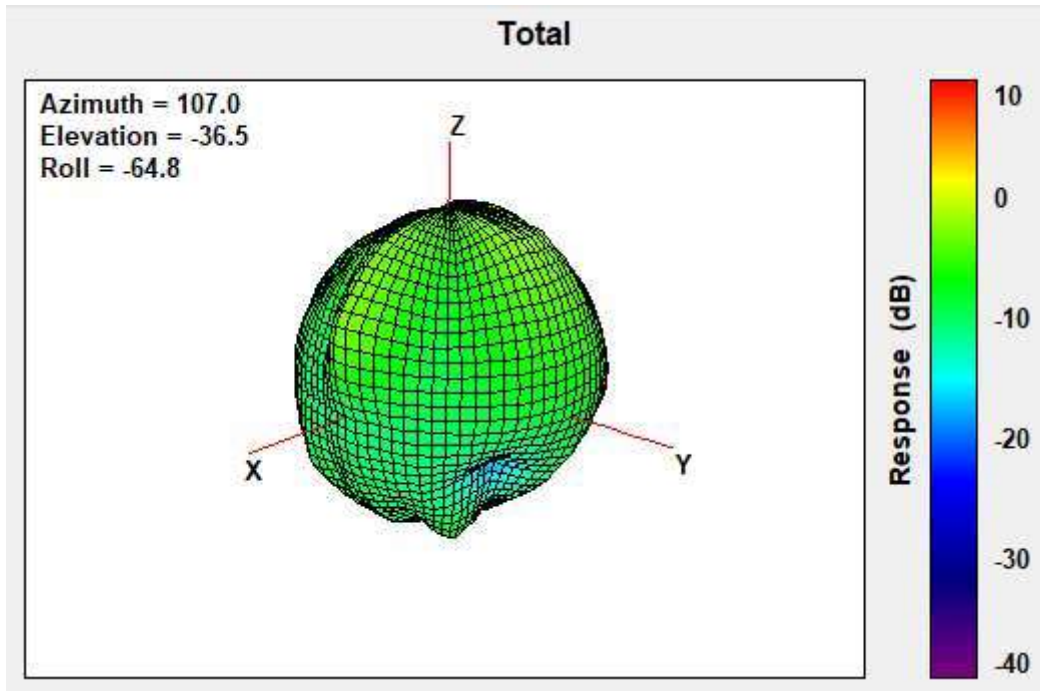 Total
Azimuth = 107.0
Elevation = -36.5
Roll = -64.8
Z
X
Y
Response (dB)
10
0
-10
-20
-30
-40